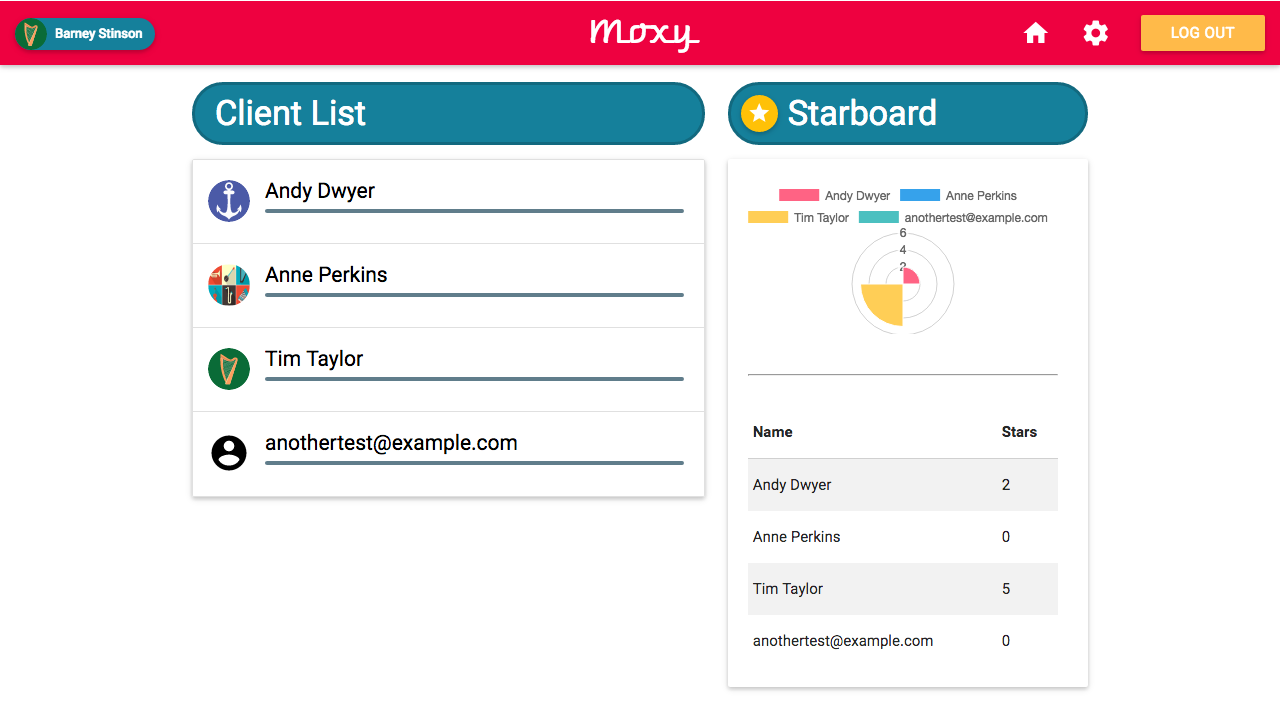 Barney Stinson
Moxy
LOG OUT
Client List
Andy Dwyer
Anne Perkins
Tim Taylor
anothertest@example.com
Starboard
Andy Dwyer Anne Perkins
Tim Taylor anothertest@example.com
6
4
2
Name Stars
Andy Dwyer 2
Anne Perkins 0
Tim Taylor 5
anothertest@example.com 0